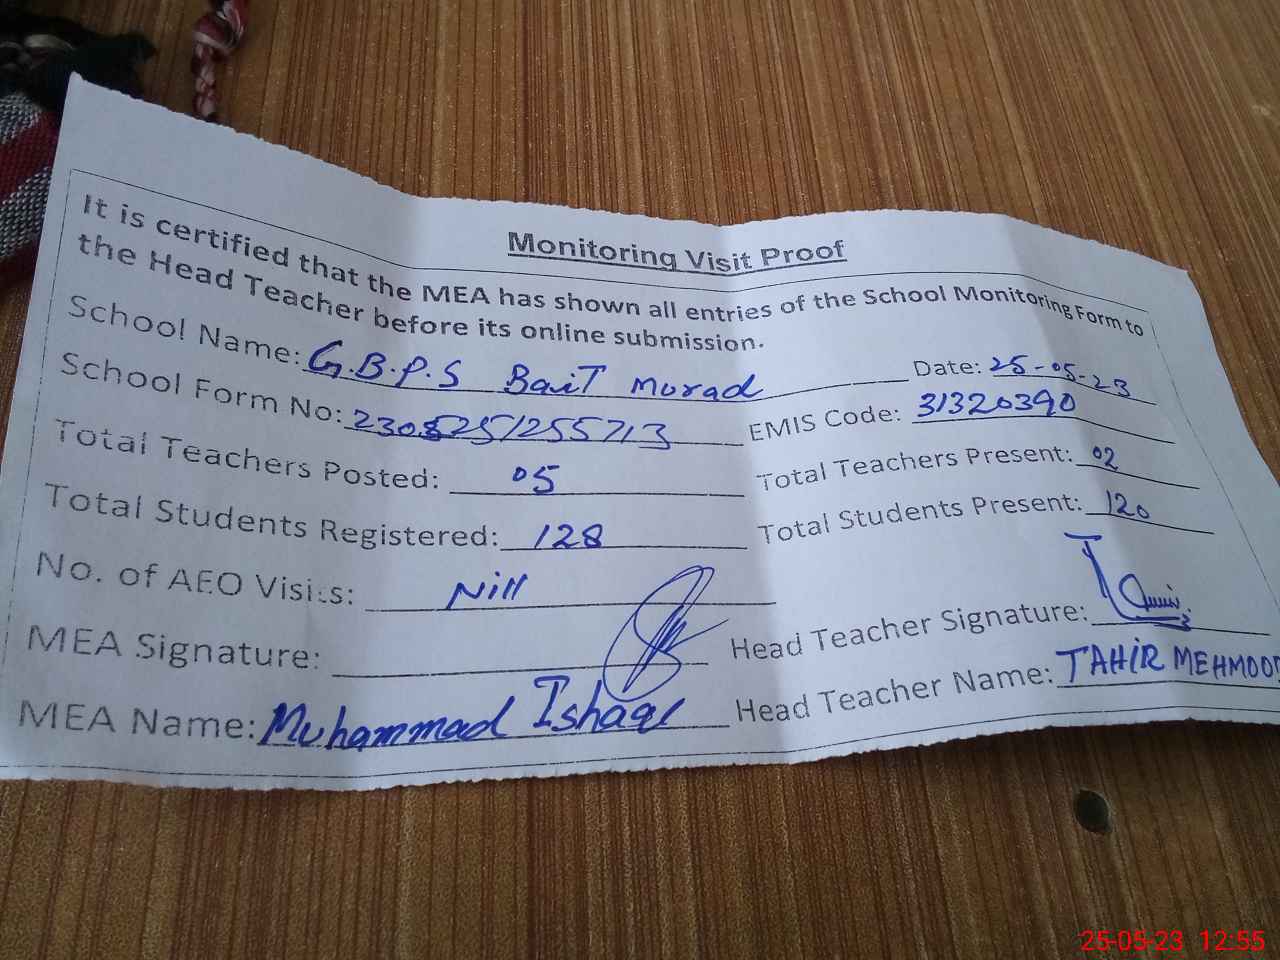 Monitoring Visit Proof
It is certified that the MEA has shown all entries of the School Monitoring Form to
the Head Teacher before its online submission.
School Name: G.B.P.S Bait Morad Date: 25-05-23
School Form No: 2305251255713 EMIS Code: 31320390
Total Teachers Posted: 05 Total Teachers Present: 02
Total Students Registered: 128 Total Students Present: 120
No. of AEO Visits: Nill
MEA Signature: Head Teacher Signature:
MEA Name: Muhammad Ishaq Head Teacher Name: TAHIR MEHMOOD
25-05-23 12:55